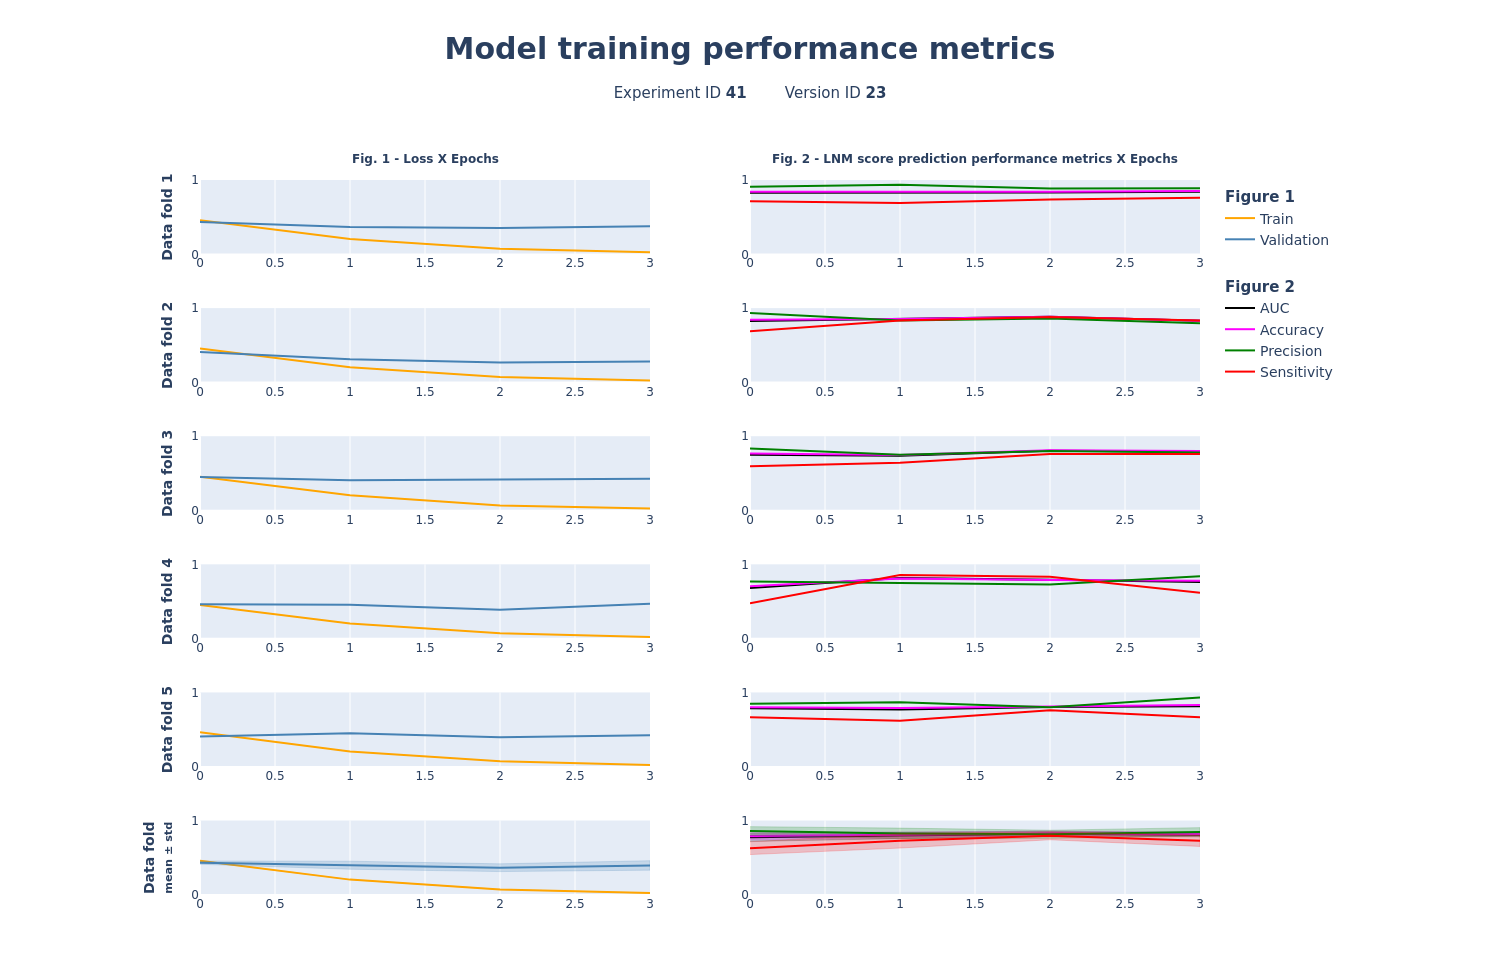 Model training performance metrics
Experiment ID 41 Version ID 23
Fig. 1 - Loss X Epochs
Fig. 2 - LNM score prediction performance metrics X Epochs
Data fold 1
1
0
0 0.5 1 1.5 2 2.5 3
1
0
0 0.5 1 1.5 2 2.5 3
Data fold 2
1
0
0 0.5 1 1.5 2 2.5 3
1
0
0 0.5 1 1.5 2 2.5 3
Data fold 3
1
0
0 0.5 1 1.5 2 2.5 3
1
0
0 0.5 1 1.5 2 2.5 3
Data fold 4
1
0
0 0.5 1 1.5 2 2.5 3
1
0
0 0.5 1 1.5 2 2.5 3
Data fold 5
1
0
0 0.5 1 1.5 2 2.5 3
1
0
0 0.5 1 1.5 2 2.5 3
Data fold
mean ± std
1
0
0 0.5 1 1.5 2 2.5 3
1
0
0 0.5 1 1.5 2 2.5 3
Figure 1
Train
Validation
Figure 2
AUC
Accuracy
Precision
Sensitivity